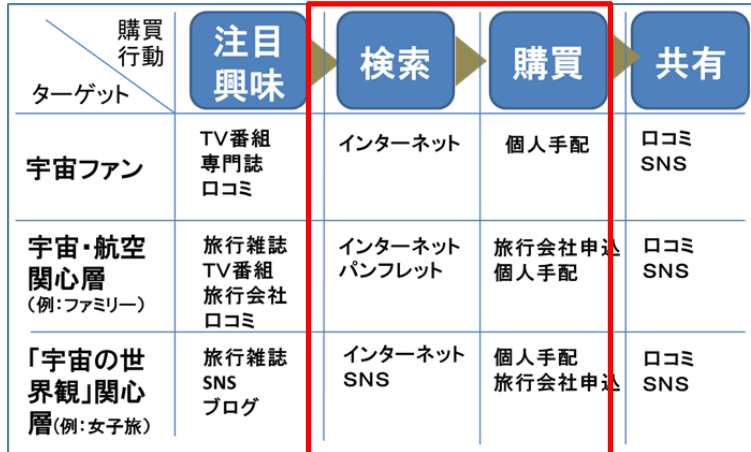 購買
行動
ターゲット
注目
興味
検索
購買
共有
宇宙ファン
TV番組
専門誌
口コミ
インターネット
個人手配
口コミ
SNS
宇宙・航空
関心層
(例:ファミリー)
旅行雑誌
TV番組
旅行会社
口コミ
インターネット
パンフレット
旅行会社申込
個人手配
口コミ
SNS
「宇宙の世
界観」関心
層(例:女子旅)
旅行雑誌
SNS
ブログ
インターネット
SNS
個人手配
旅行会社申込
口コミ
SNS